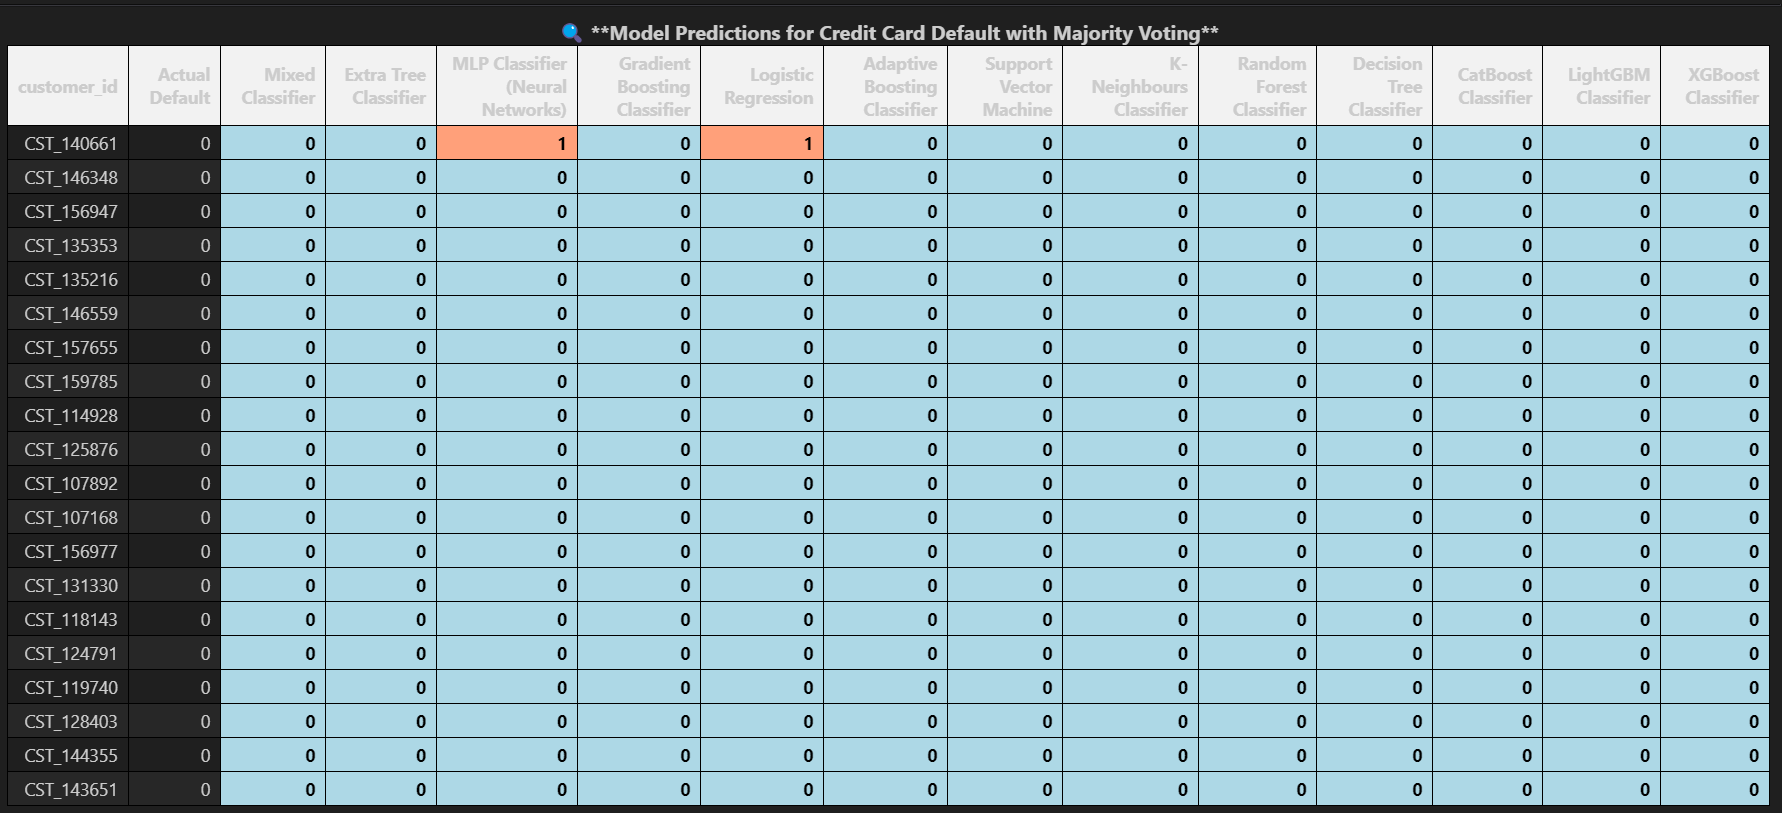 🔍 **Model Predictions for Credit Card Default with Majority Voting**
customer_id Actual Default Mixed Classifier Extra Tree Classifier MLP Classifier (Neural Networks) Gradient Boosting Classifier Logistic Regression Adaptive Boosting Classifier Support Vector Machine K-Neighbours Classifier Random Forest Classifier Decision Tree Classifier CatBoost Classifier LightGBM Classifier XGBoost Classifier
CST_140661 0 0 0 1 0 1 0 0 0 0 0 0 0 0
CST_146348 0 0 0 0 0 0 0 0 0 0 0 0 0 0
CST_156947 0 0 0 0 0 0 0 0 0 0 0 0 0 0
CST_135353 0 0 0 0 0 0 0 0 0 0 0 0 0 0
CST_135216 0 0 0 0 0 0 0 0 0 0 0 0 0 0
CST_146559 0 0 0 0 0 0 0 0 0 0 0 0 0 0
CST_157655 0 0 0 0 0 0 0 0 0 0 0 0 0 0
CST_159785 0 0 0 0 0 0 0 0 0 0 0 0 0 0
CST_114928 0 0 0 0 0 0 0 0 0 0 0 0 0 0
CST_125876 0 0 0 0 0 0 0 0 0 0 0 0 0 0
CST_107892 0 0 0 0 0 0 0 0 0 0 0 0 0 0
CST_107168 0 0 0 0 0 0 0 0 0 0 0 0 0 0
CST_156977 0 0 0 0 0 0 0 0 0 0 0 0 0 0
CST_131330 0 0 0 0 0 0 0 0 0 0 0 0 0 0
CST_118143 0 0 0 0 0 0 0 0 0 0 0 0 0 0
CST_124791 0 0 0 0 0 0 0 0 0 0 0 0 0 0
CST_119740 0 0 0 0 0 0 0 0 0 0 0 0 0 0
CST_128403 0 0 0 0 0 0 0 0 0 0 0 0 0 0
CST_144355 0 0 0 0 0 0 0 0 0 0 0 0 0 0
CST_143651 0 0 0 0 0 0 0 0 0 0 0 0 0 0